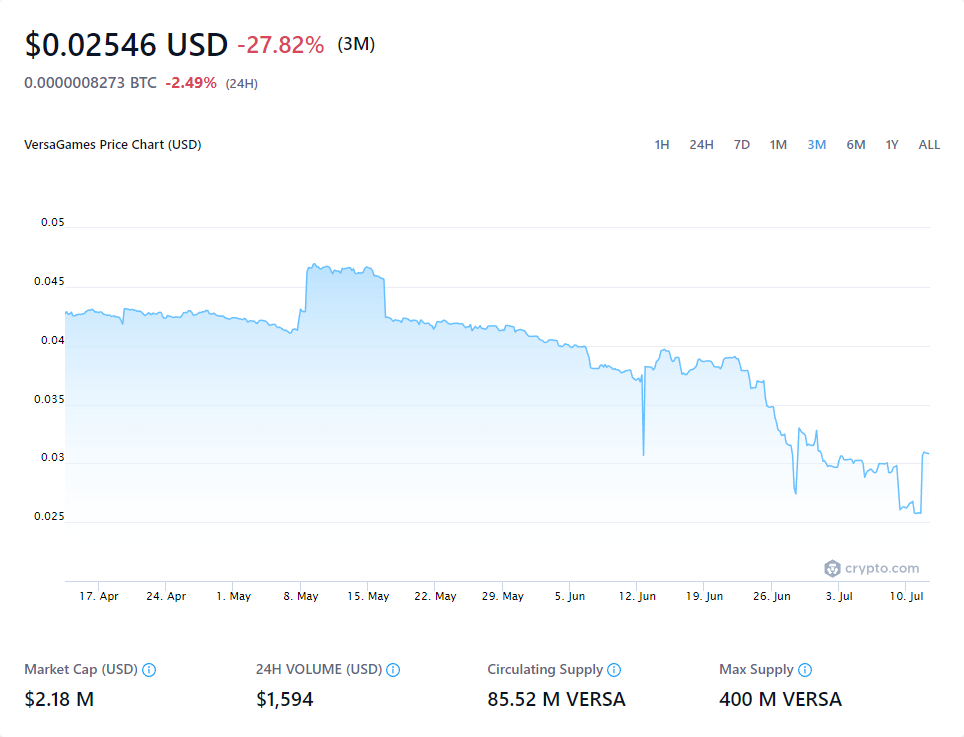 $0.02546 USD -27.82% (3M)
0.0000008273 BTC -2.49% (24H)
VersaGames Price Chart (USD)
1H 24H 7D 1M 3M 6M 1Y ALL
0.05
0.045
0.04
0.035
0.03
0.025
crypto.com
17. Apr 24. Apr 1. May 8. May 15. May 22. May 29. May 5. Jun 12. Jun 19. Jun 26. Jun 3. Jul 10. Jul
Market Cap (USD) 24H VOLUME (USD) Circulating Supply Max Supply
$2.18 M $1,594 85.52 M VERSA 400 M VERSA